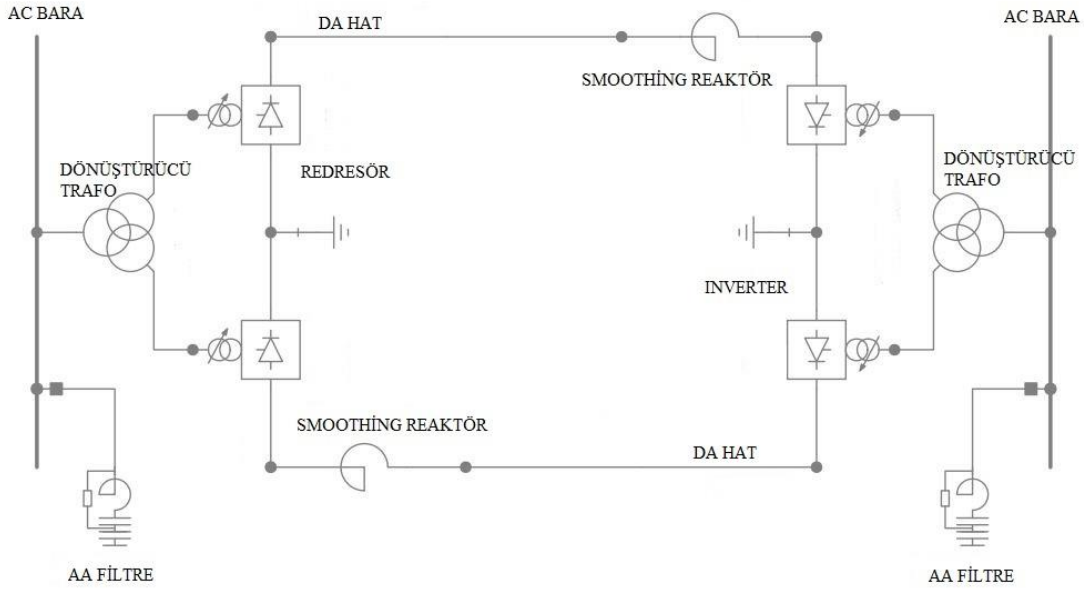 AC BARA
DA HAT
AC BARA
SMOOTHİNG REAKTÖR
DÖNÜŞTÜRÜCÜ
TRAFO
REDRESÖR
DÖNÜŞTÜRÜCÜ
TRAFO
INVERTER
SMOOTHİNG REAKTÖR
DA HAT
AA FİLTRE
AA FİLTRE